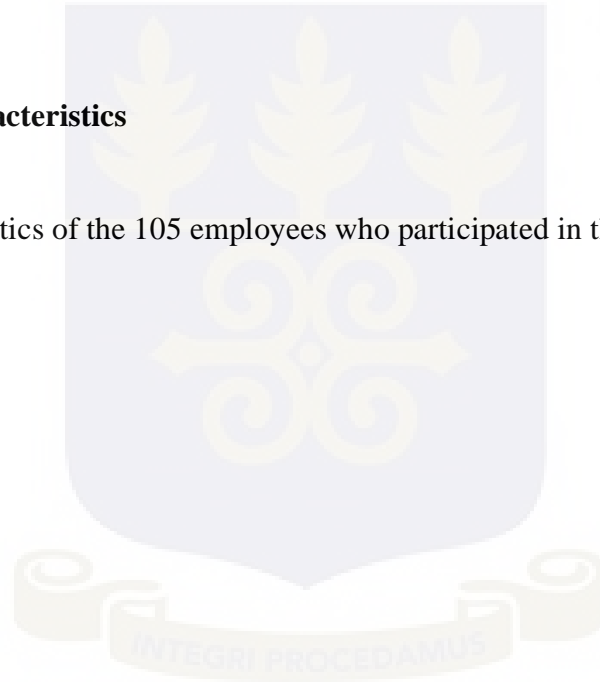 acteristics
tics of the 105 employees who participated in t
INTEGRI PROCEDAMUS